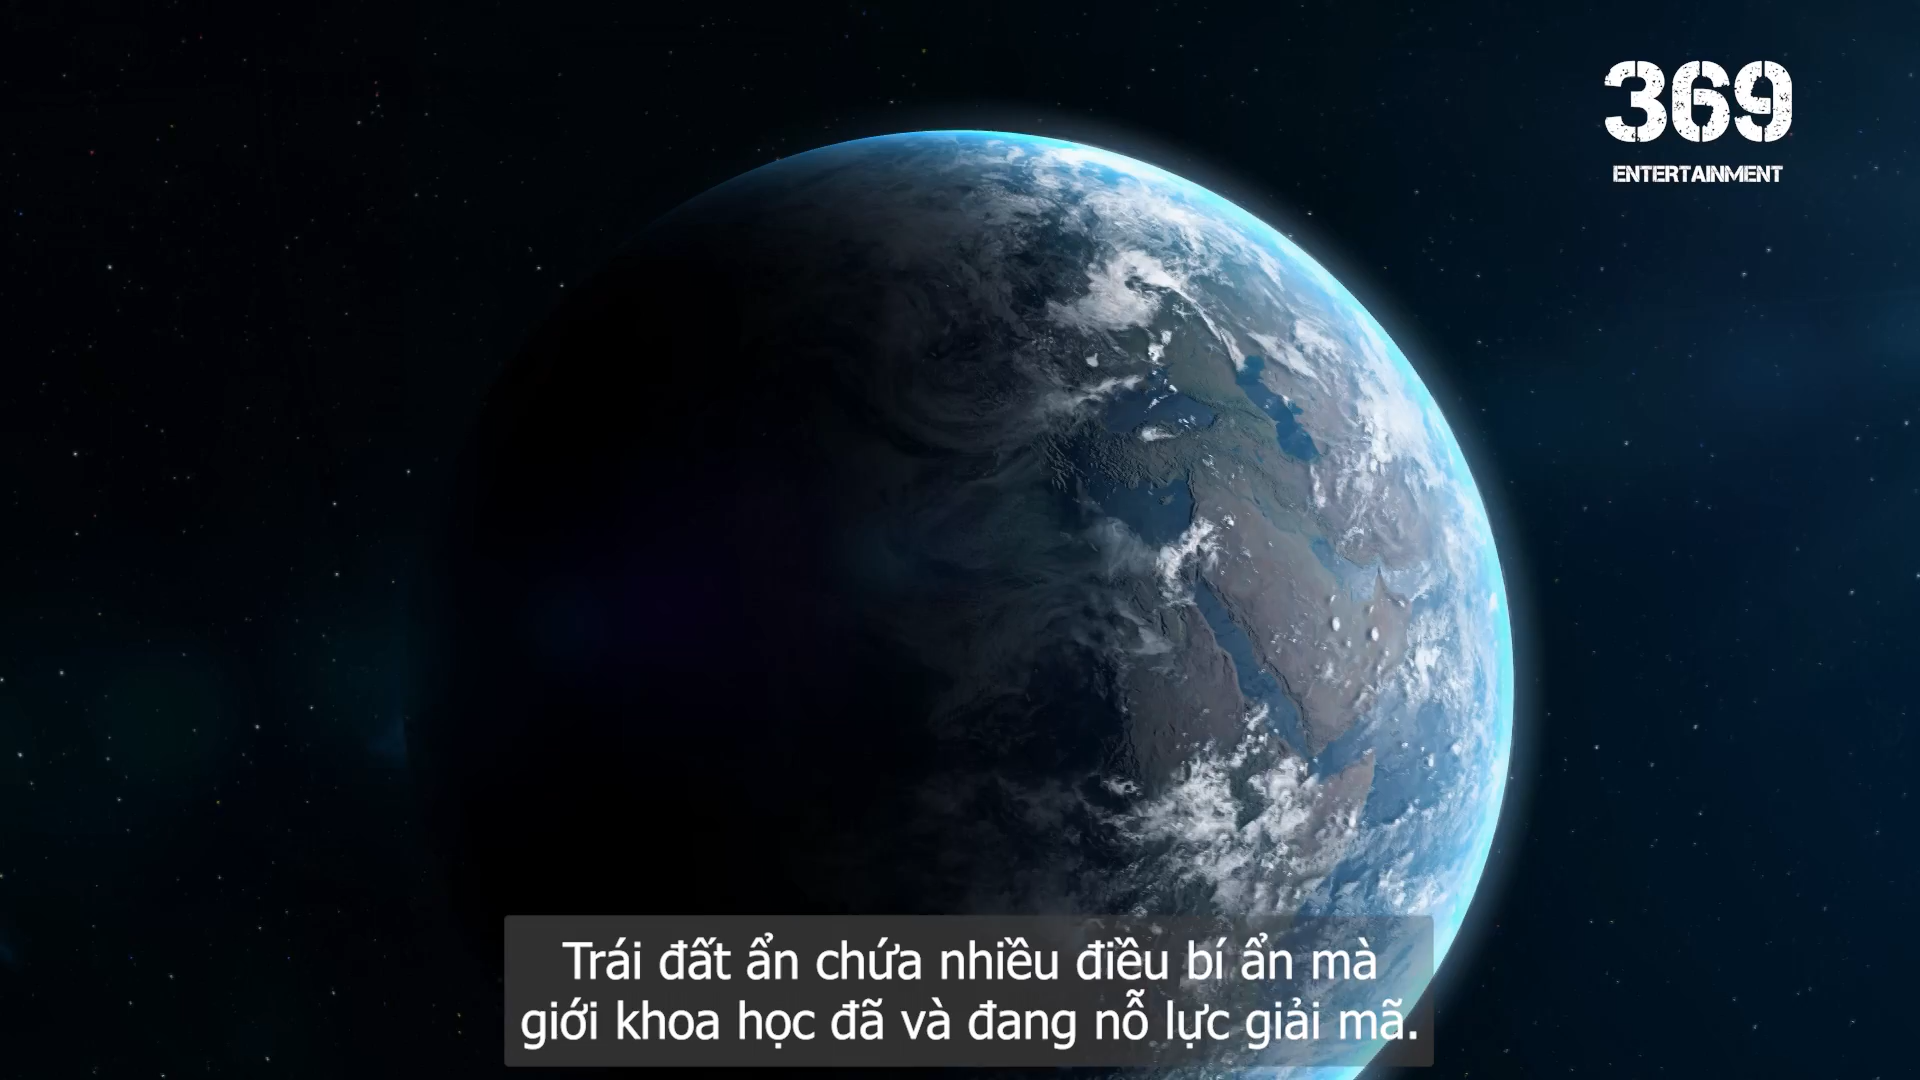 369
ENTERTAINMENT
Trái đất ẩn chứa nhiều điều bí ẩn mà
giới khoa học đã và đang nỗ lực giải mã.